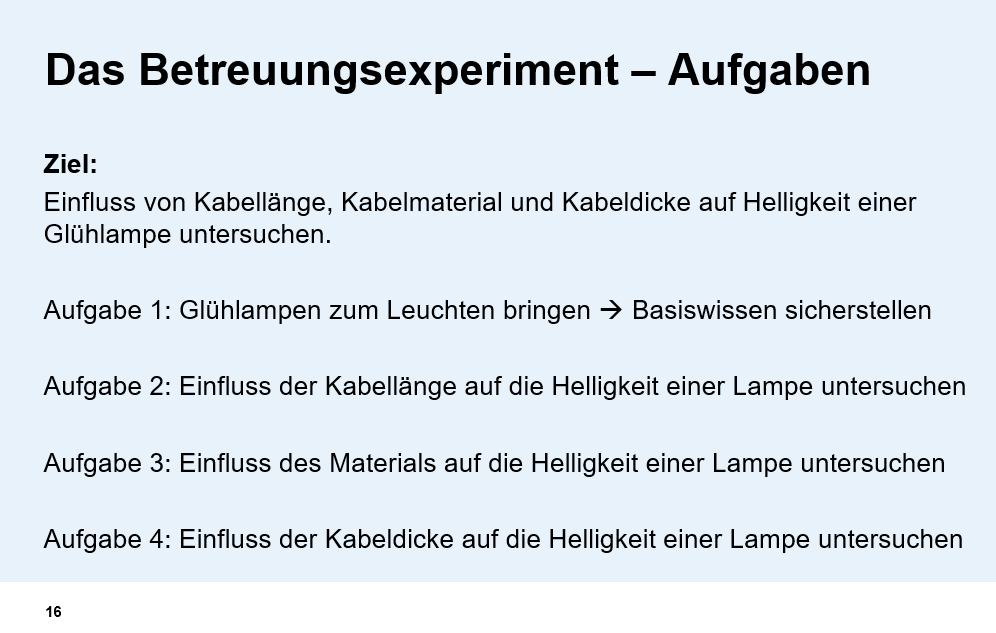 Das Betreuungsexperiment – Aufgaben
Ziel:
Einfluss von Kabellänge, Kabelmaterial und Kabeldicke auf Helligkeit einer
Glühlampe untersuchen.
Aufgabe 1: Glühlampen zum Leuchten bringen → Basiswissen sicherstellen
Aufgabe 2: Einfluss der Kabellänge auf die Helligkeit einer Lampe untersuchen
Aufgabe 3: Einfluss des Materials auf die Helligkeit einer Lampe untersuchen
Aufgabe 4: Einfluss der Kabeldicke auf die Helligkeit einer Lampe untersuchen
16